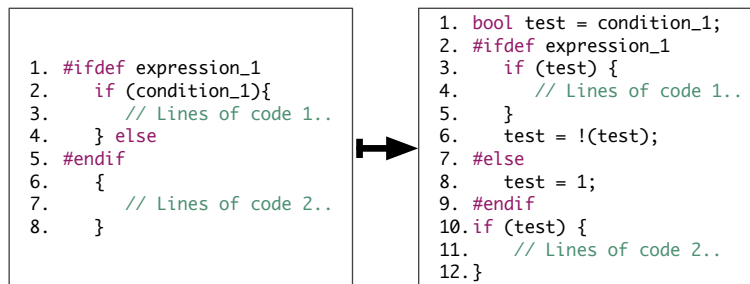 1. #ifdef expression_1
2.    if (condition_1){
3.       // Lines of code 1..
4.    } else
5. #endif
6.    {
7.       // Lines of code 2..
8.    }
1. bool test = condition_1;
2. #ifdef expression_1
3.    if (test) {
4.       // Lines of code 1..
5.    }
6.    test = !(test);
7. #else
8.    test = 1;
9. #endif
10.if (test) {
11.    // Lines of code 2..
12.}